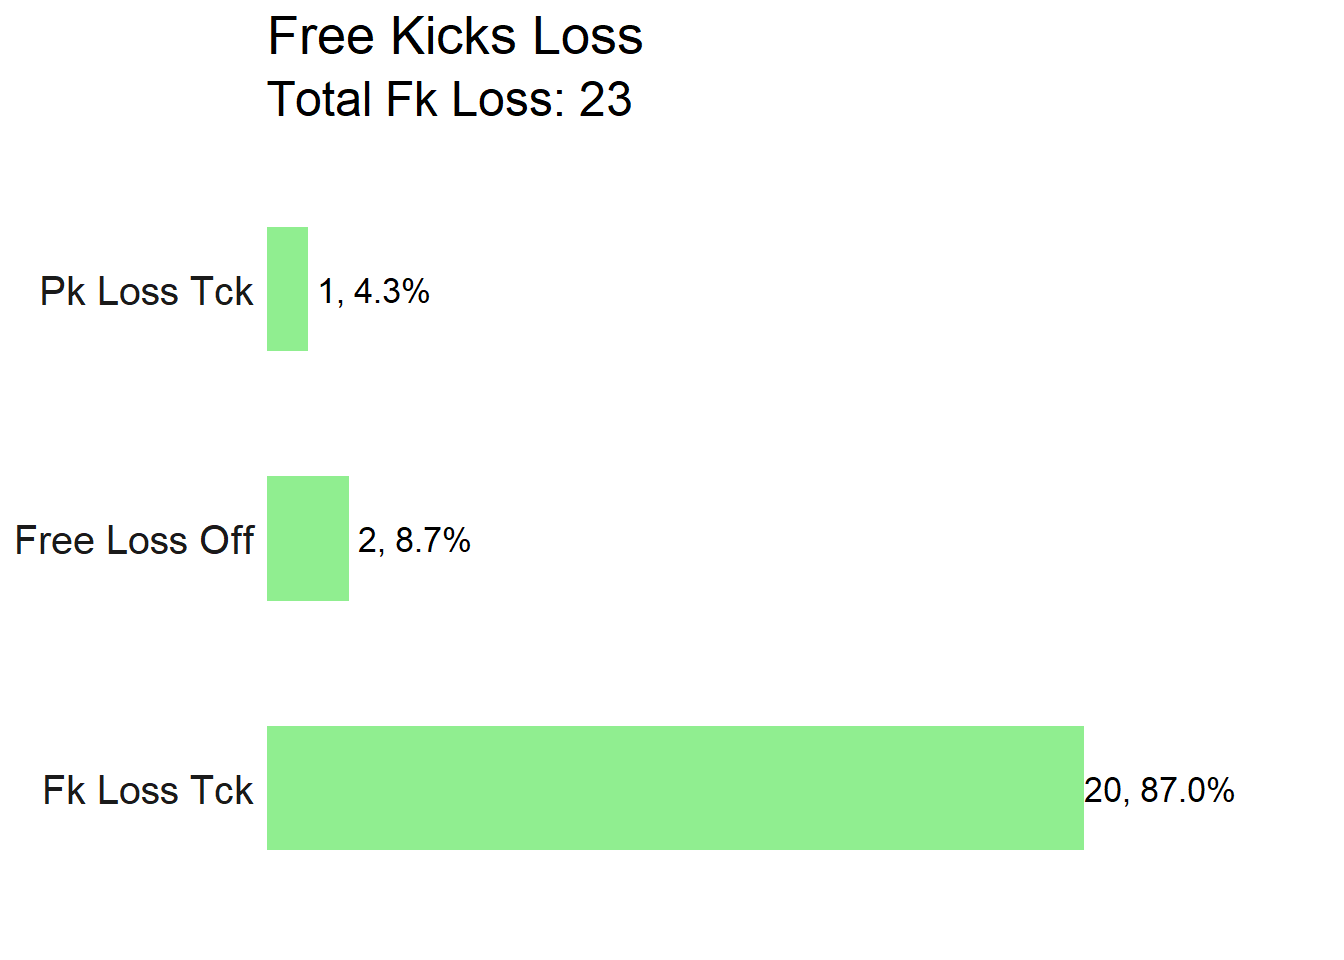 Free Kicks Loss
Total Fk Loss: 23
Pk Loss Tck
1, 4.3%
Free Loss Off
2, 8.7%
Fk Loss Tck
20, 87.0%